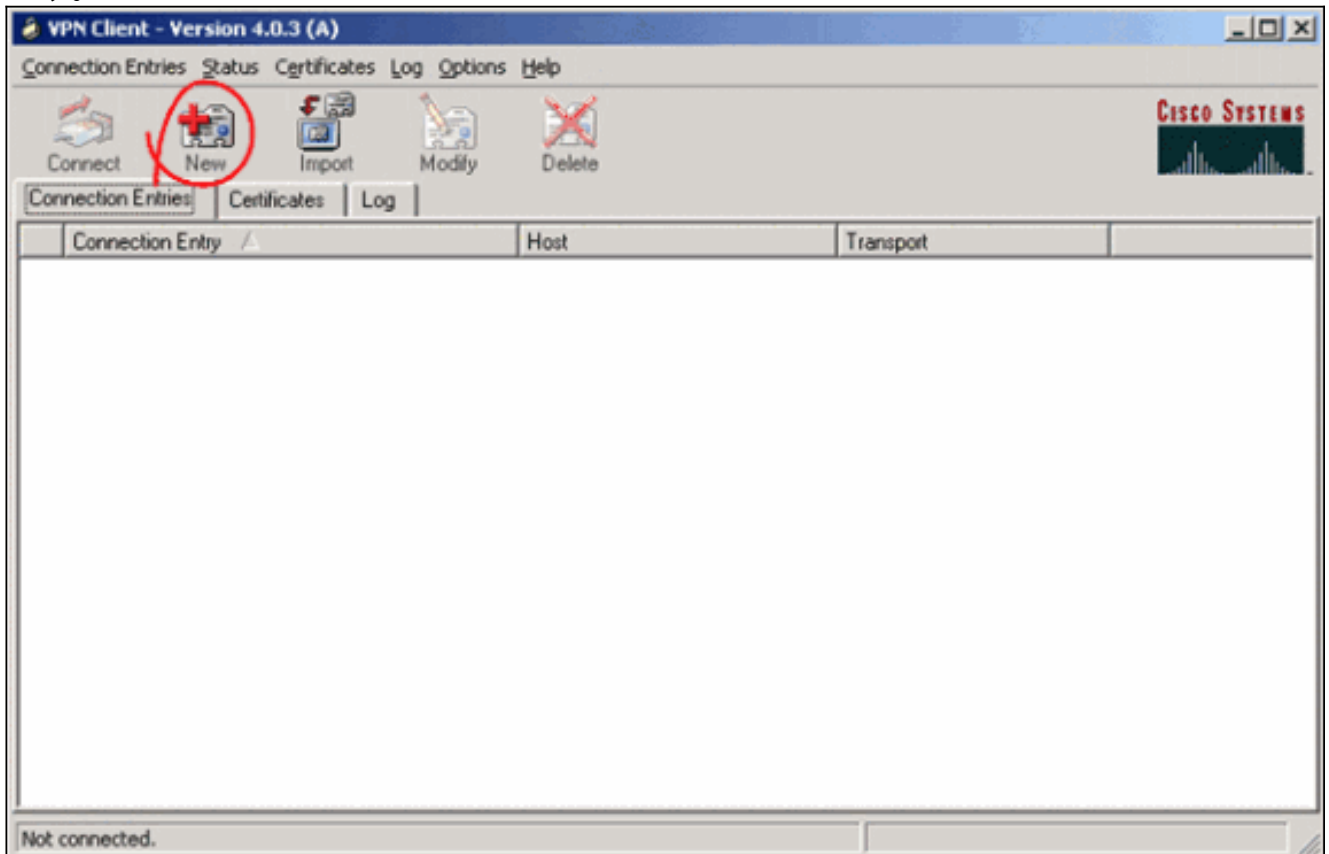 VPN Client - Version 4.0.3 (A)
Connection Entries Status Certificates Log Options Help
Connect New Import Modify Delete
CISCO SYSTEMS
Connection Entries Certificates Log
Connection Entry Host Transport
Not connected.